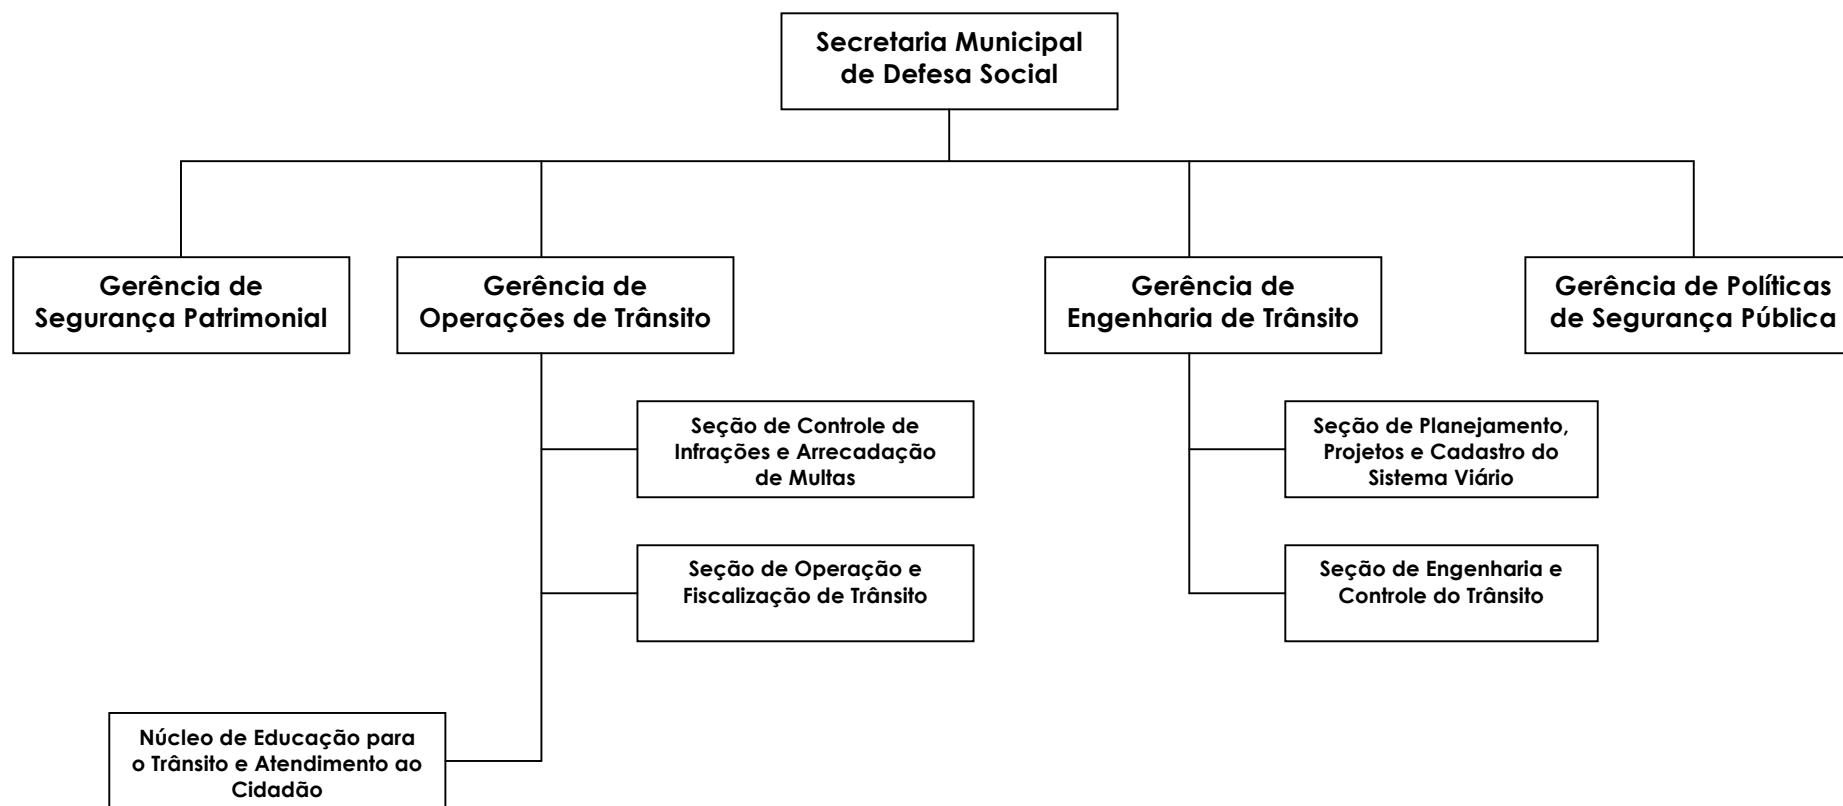 Secretaria Municipal
de Defesa Social
Gerência de
Segurança Patrimonial
Gerência de
Operações de Trânsito
Gerência de
Engenharia de Trânsito
Gerência de Políticas
de Segurança Pública
Seção de Controle de
Infrações e Arrecadação
de Multas
Seção de Planejamento,
Projetos e Cadastro do
Sistema Viário
Seção de Operação e
Fiscalização de Trânsito
Seção de Engenharia e
Controle do Trânsito
Núcleo de Educação para
o Trânsito e Atendimento ao
Cidadão